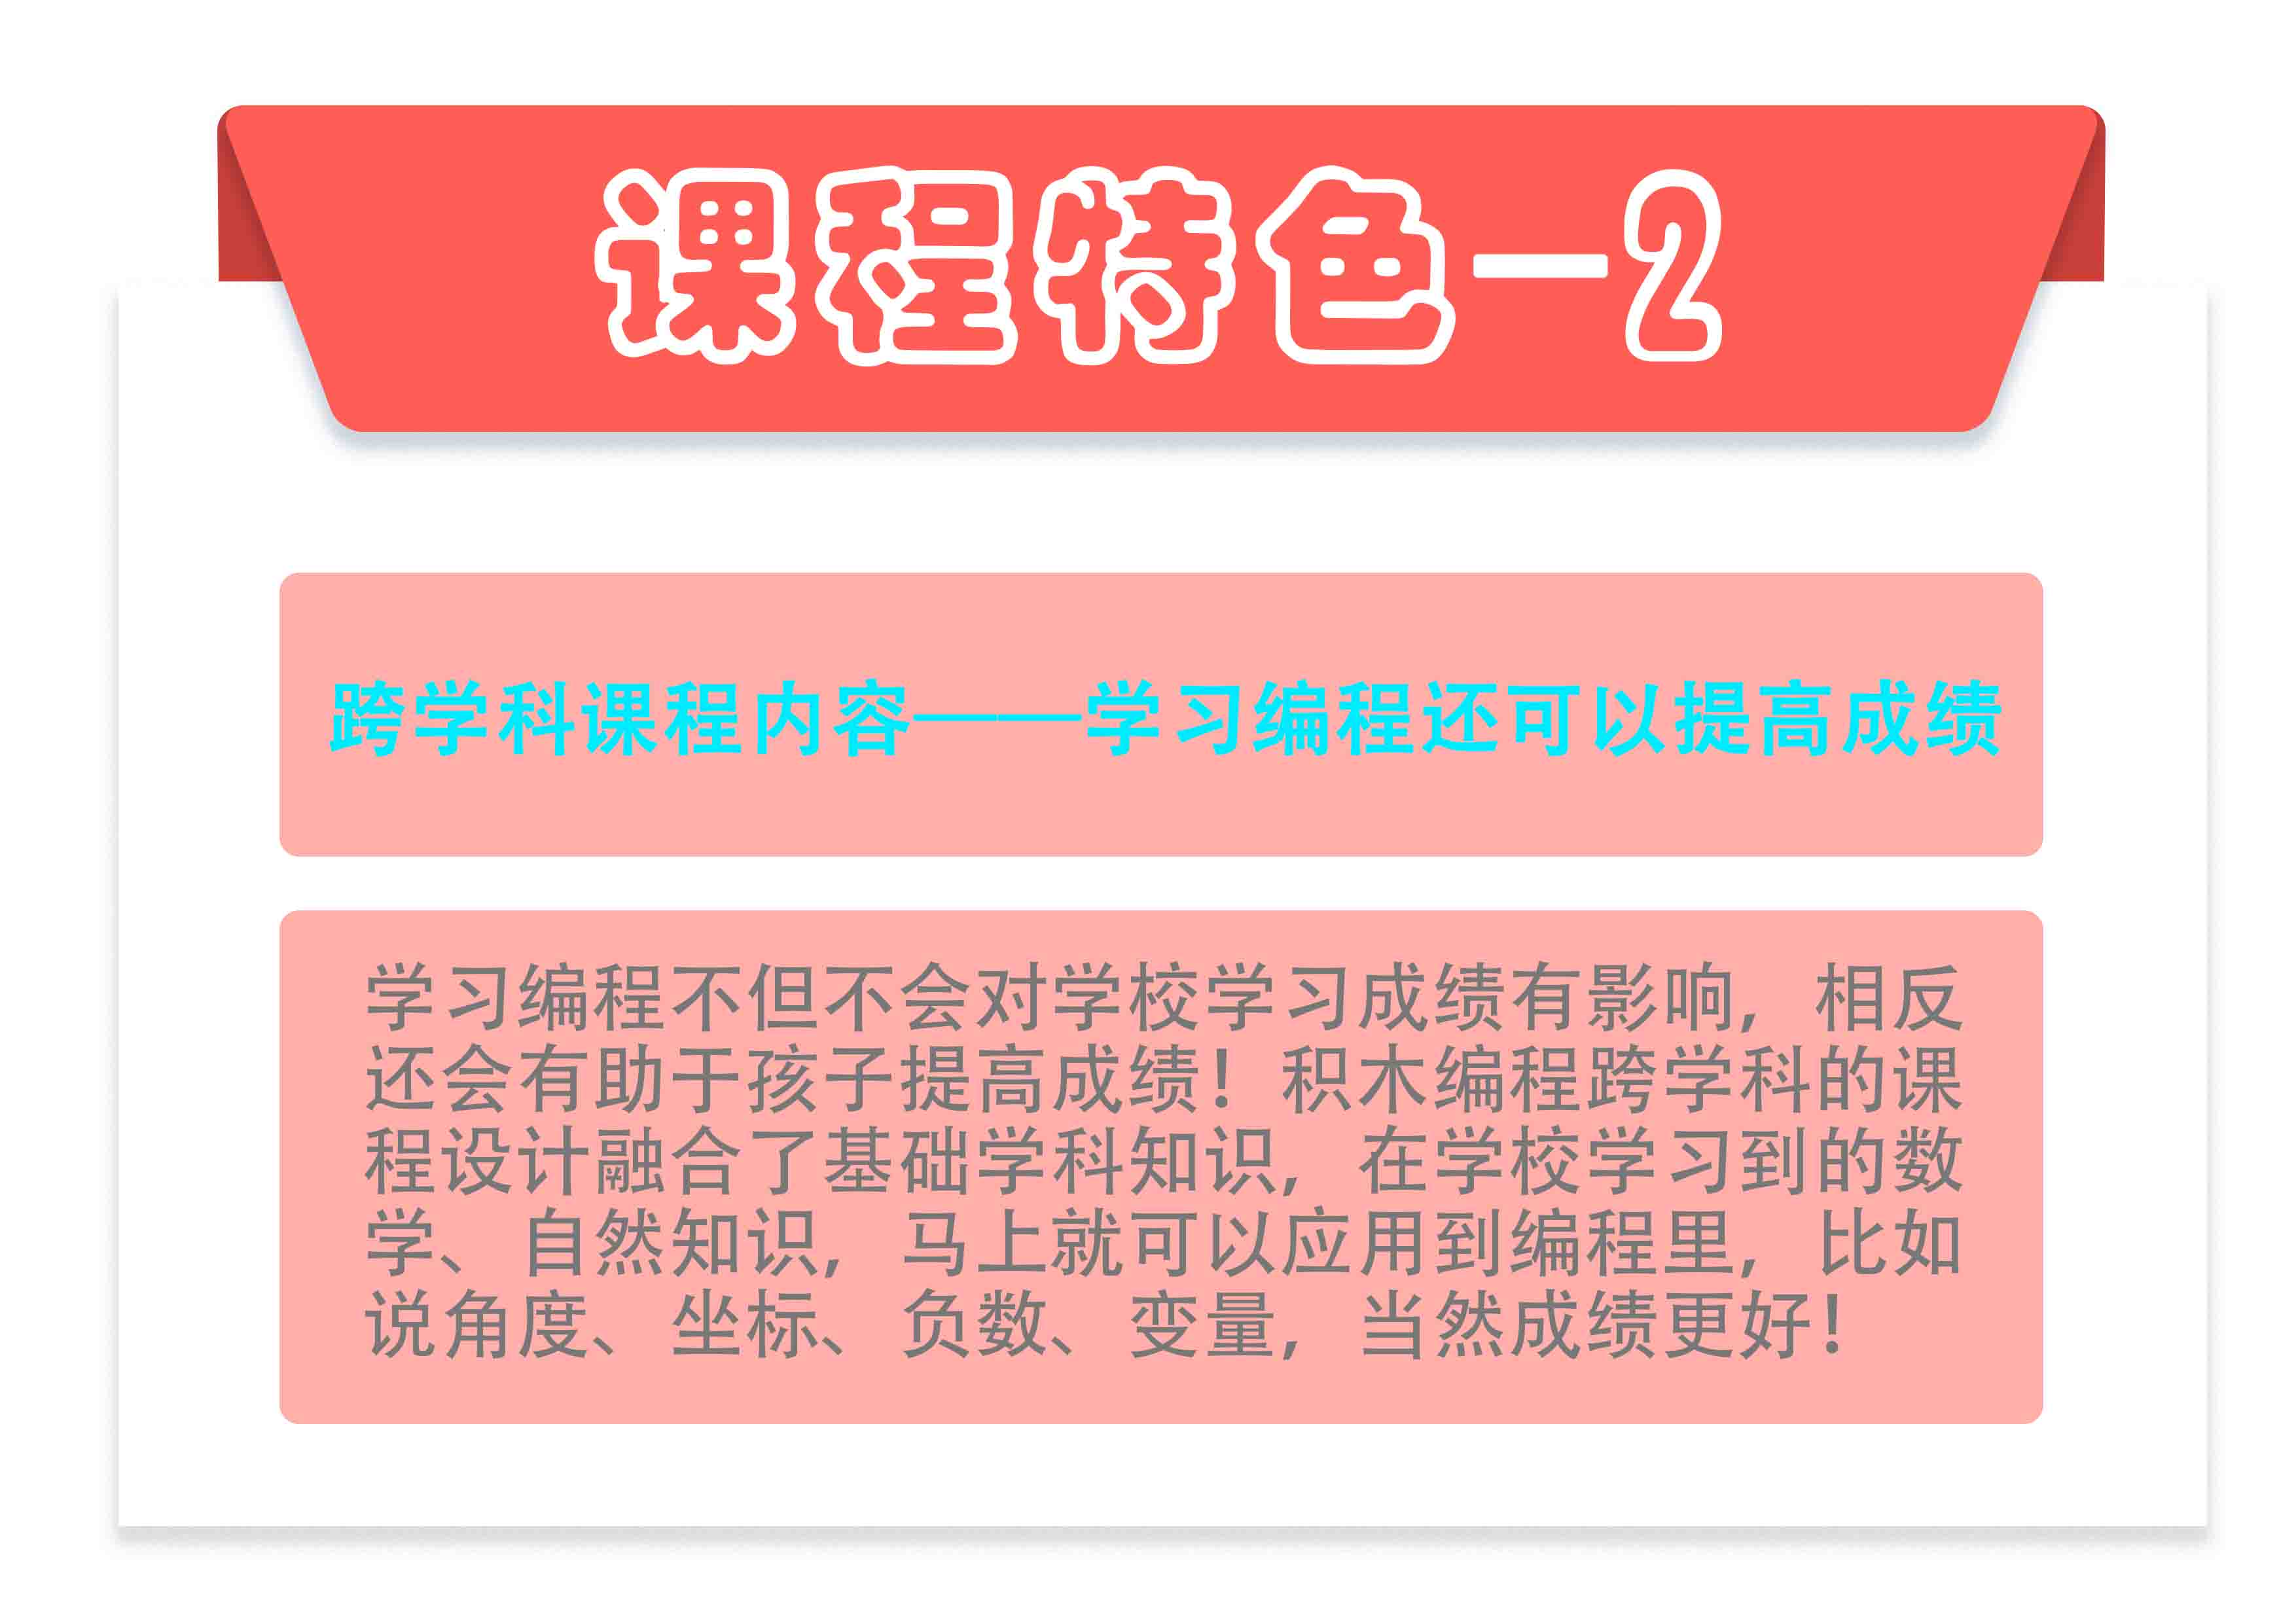 课程特色—2
跨学科课程内容——学习编程还可以提高成绩
学习编程不但不会对学校学习成绩有影响，相反
还会有助于孩子提高成绩！积木编程跨学科的课
程设计融合了基础学科知识，在学校学习到的数
学、自然知识，马上就可以应用到编程里，比如
说角度、坐标、负数、变量，当然成绩更好！